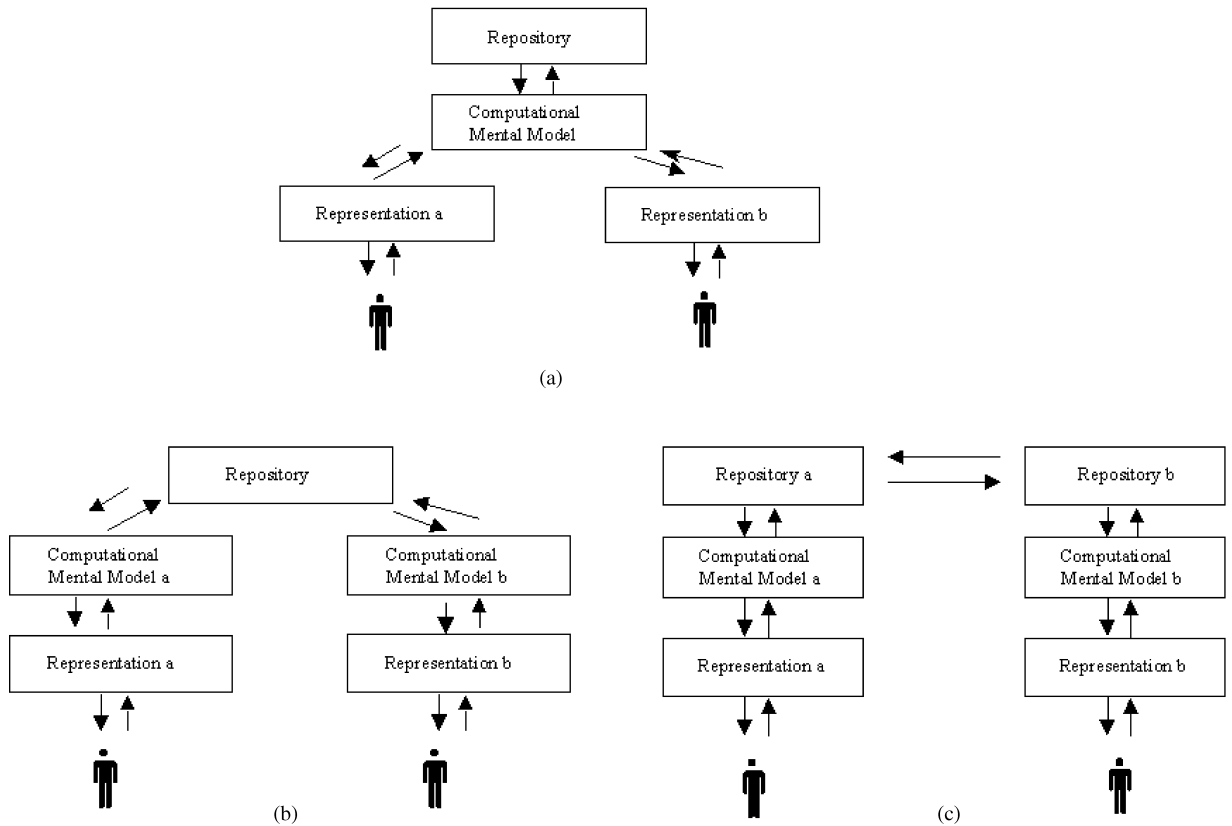 Repository
Computational
Mental Model
Representation a
Representation b
(a)
Repository
Computational
Mental Model a
Computational
Mental Model b
Representation a
Representation b
(b)
Repository a
Repository b
Computational
Mental Model a
Computational
Mental Model b
Representation a
Representation b
(c)